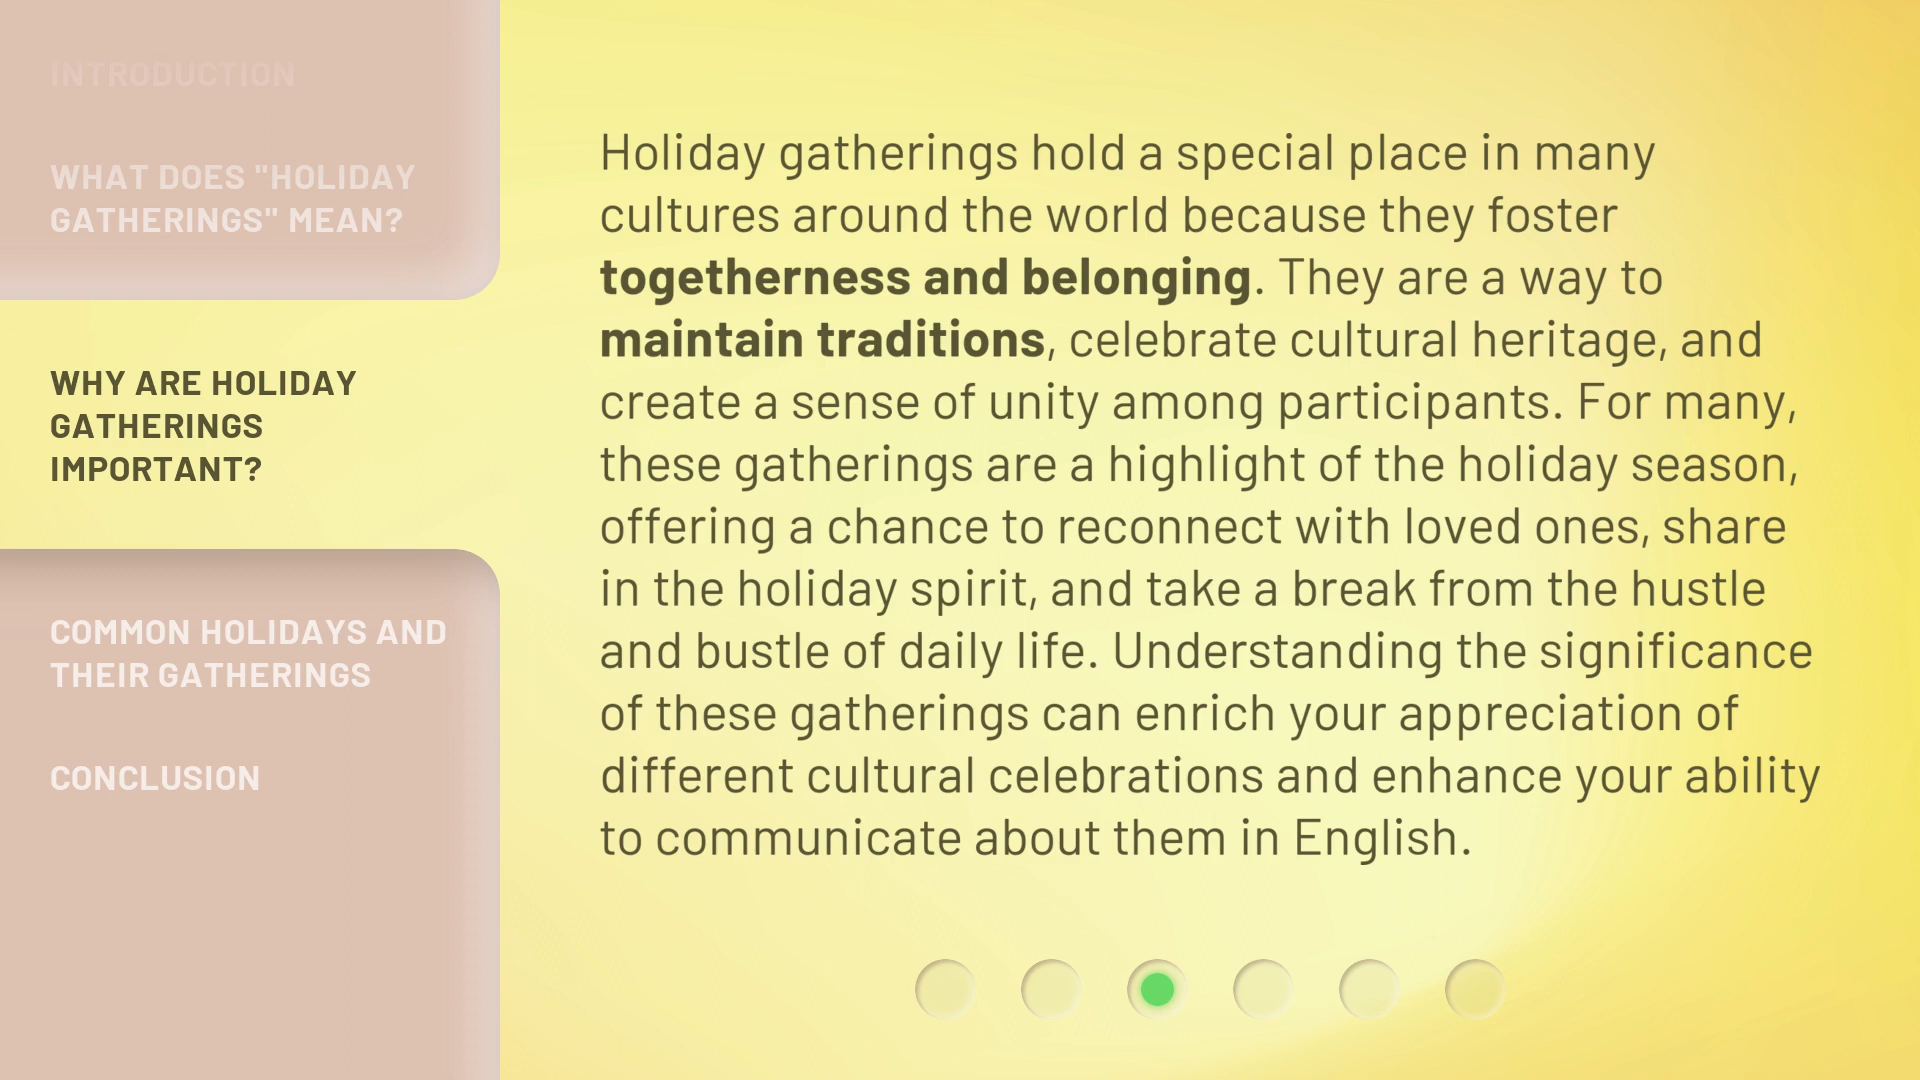 INTRODUCTION
WHAT DOES "HOLIDAY
GATHERINGS" MEAN?
WHY ARE HOLIDAY
GATHERINGS
IMPORTANT?
COMMON HOLIDAYS AND
THEIR GATHERINGS
CONCLUSION
Holiday gatherings hold a special place in many
cultures around the world because they foster
togetherness and belonging. They are a way to
maintain traditions, celebrate cultural heritage, and
create a sense of unity among participants. For many,
these gatherings are a highlight of the holiday season,
offering a chance to reconnect with loved ones, share
in the holiday spirit, and take a break from the hustle
and bustle of daily life. Understanding the significance
of these gatherings can enrich your appreciation of
different cultural celebrations and enhance your ability
to communicate about them in English.